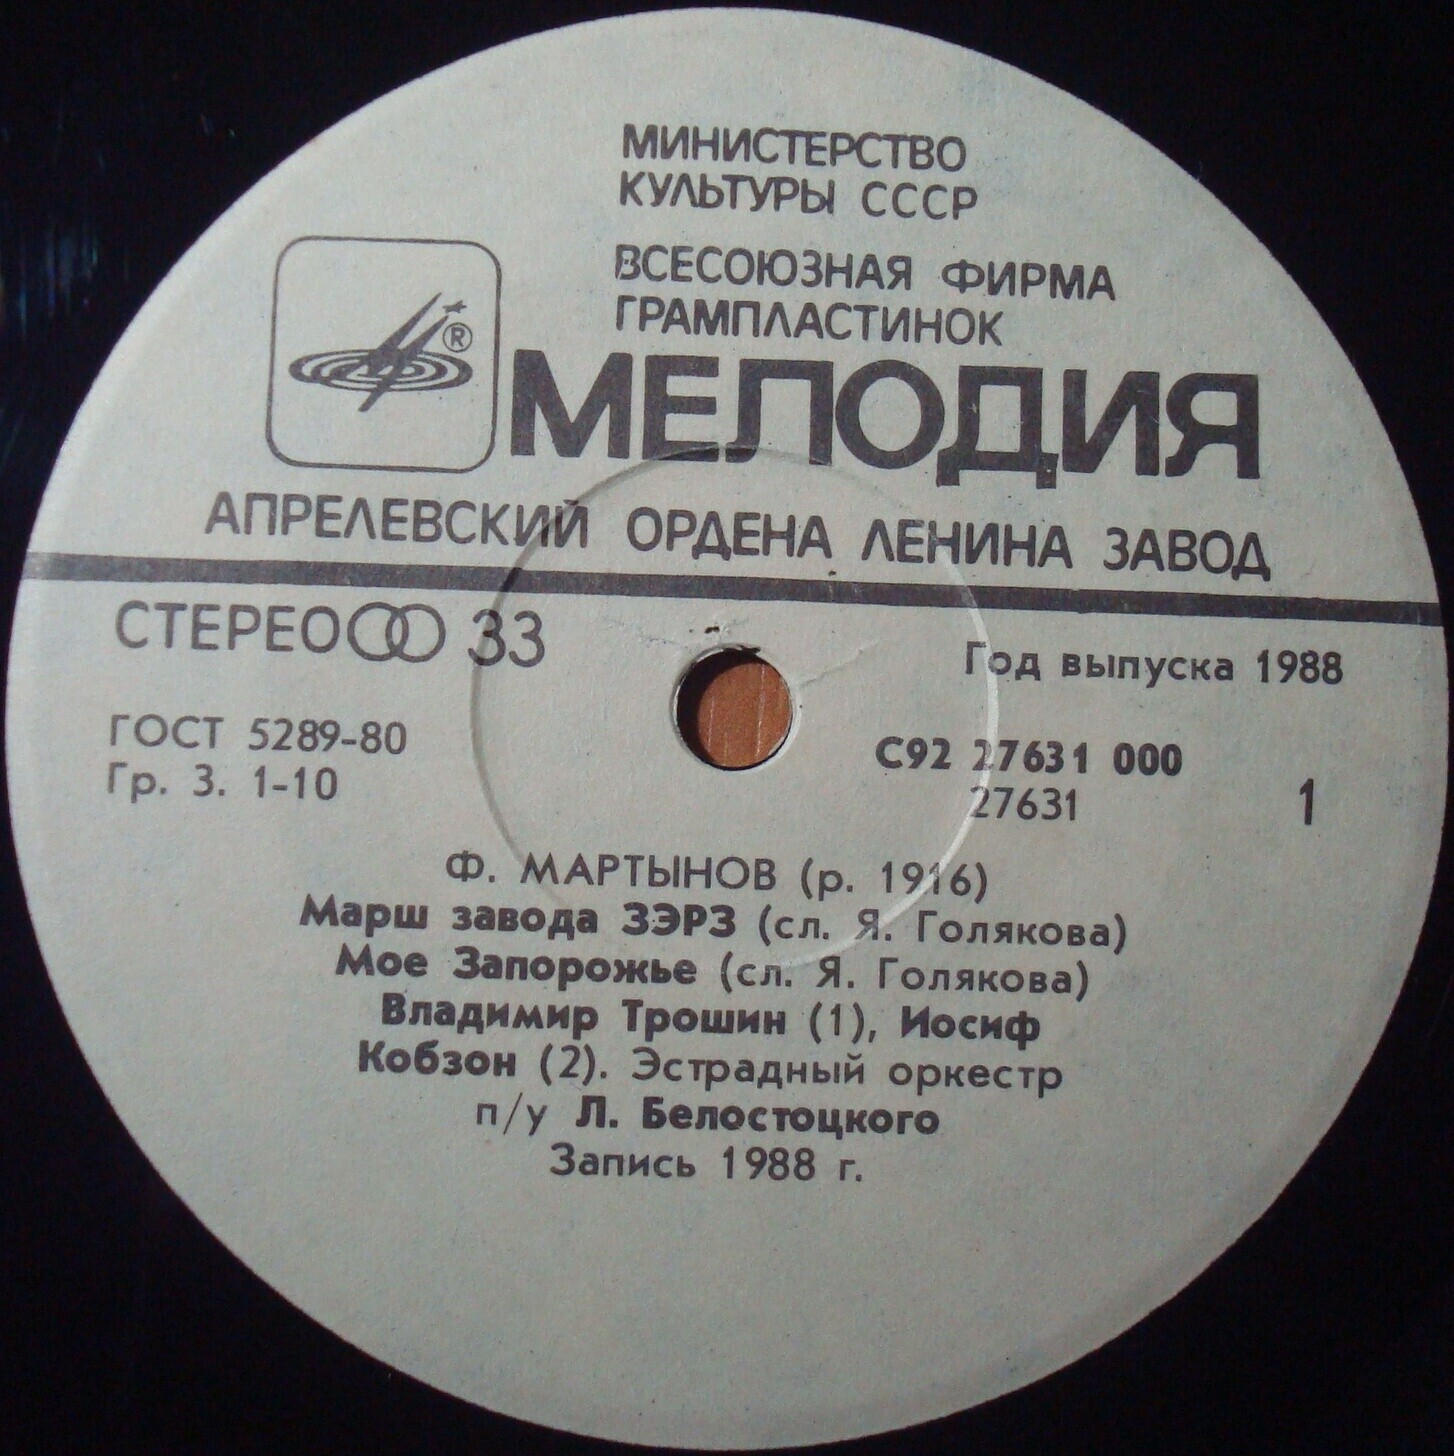 МИНИСТЕРСТВО
КУЛЬТУРЫ СССР
ВСЕСОЮЗНАЯ ФИРМА
ГРАМПЛАСТИНОК
®
МЕЛОДИЯ
АПРЕЛЕВСКИЙ ОРДЕНА ЛЕНИНА ЗАВОД
СТЕРЕО 33
Год выпуска 1988
ГОСТ 5289-80
Гр. 3. 1-10
С92 27631 000
27631
1
Ф. МАРТЫНОВ (р. 1916)
Марш завода ЗЭРЗ (сл. Я. Голякова)
Мое Запорожье (сл. Я. Голякова)
Владимир Трошин (1), Иосиф
Кобзон (2). Эстрадный оркестр
п/у Л. Белостоцкого
Запись 1988 г.